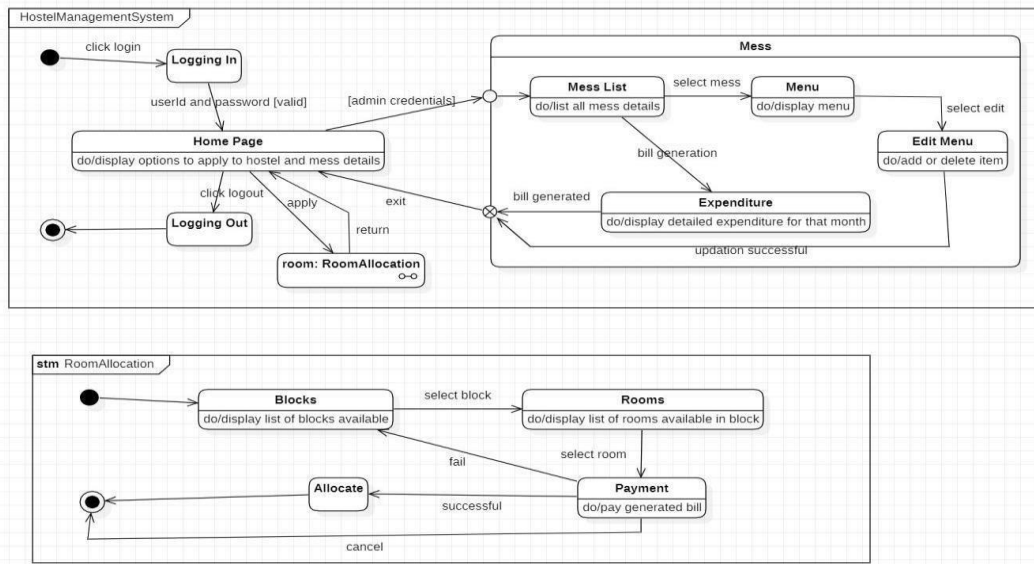 HostelManagementSystem
click login
Logging In
userId and password [valid]
[admin credentials]
Home Page
do/display options to apply to hostel and mess details
click logout
apply
exit
return
Logging Out
room: RoomAllocation
Mess
Mess List
do/list all mess details
select mess
Menu
do/display menu
select edit
Edit Menu
do/add or delete item
bill generation
bill generated
Expenditure
do/display detailed expenditure for that month
updation successful
stm RoomAllocation
Blocks
do/display list of blocks available
select block
Rooms
do/display list of rooms available in block
select room
fail
Payment
do/pay generated bill
successful
Allocate
cancel